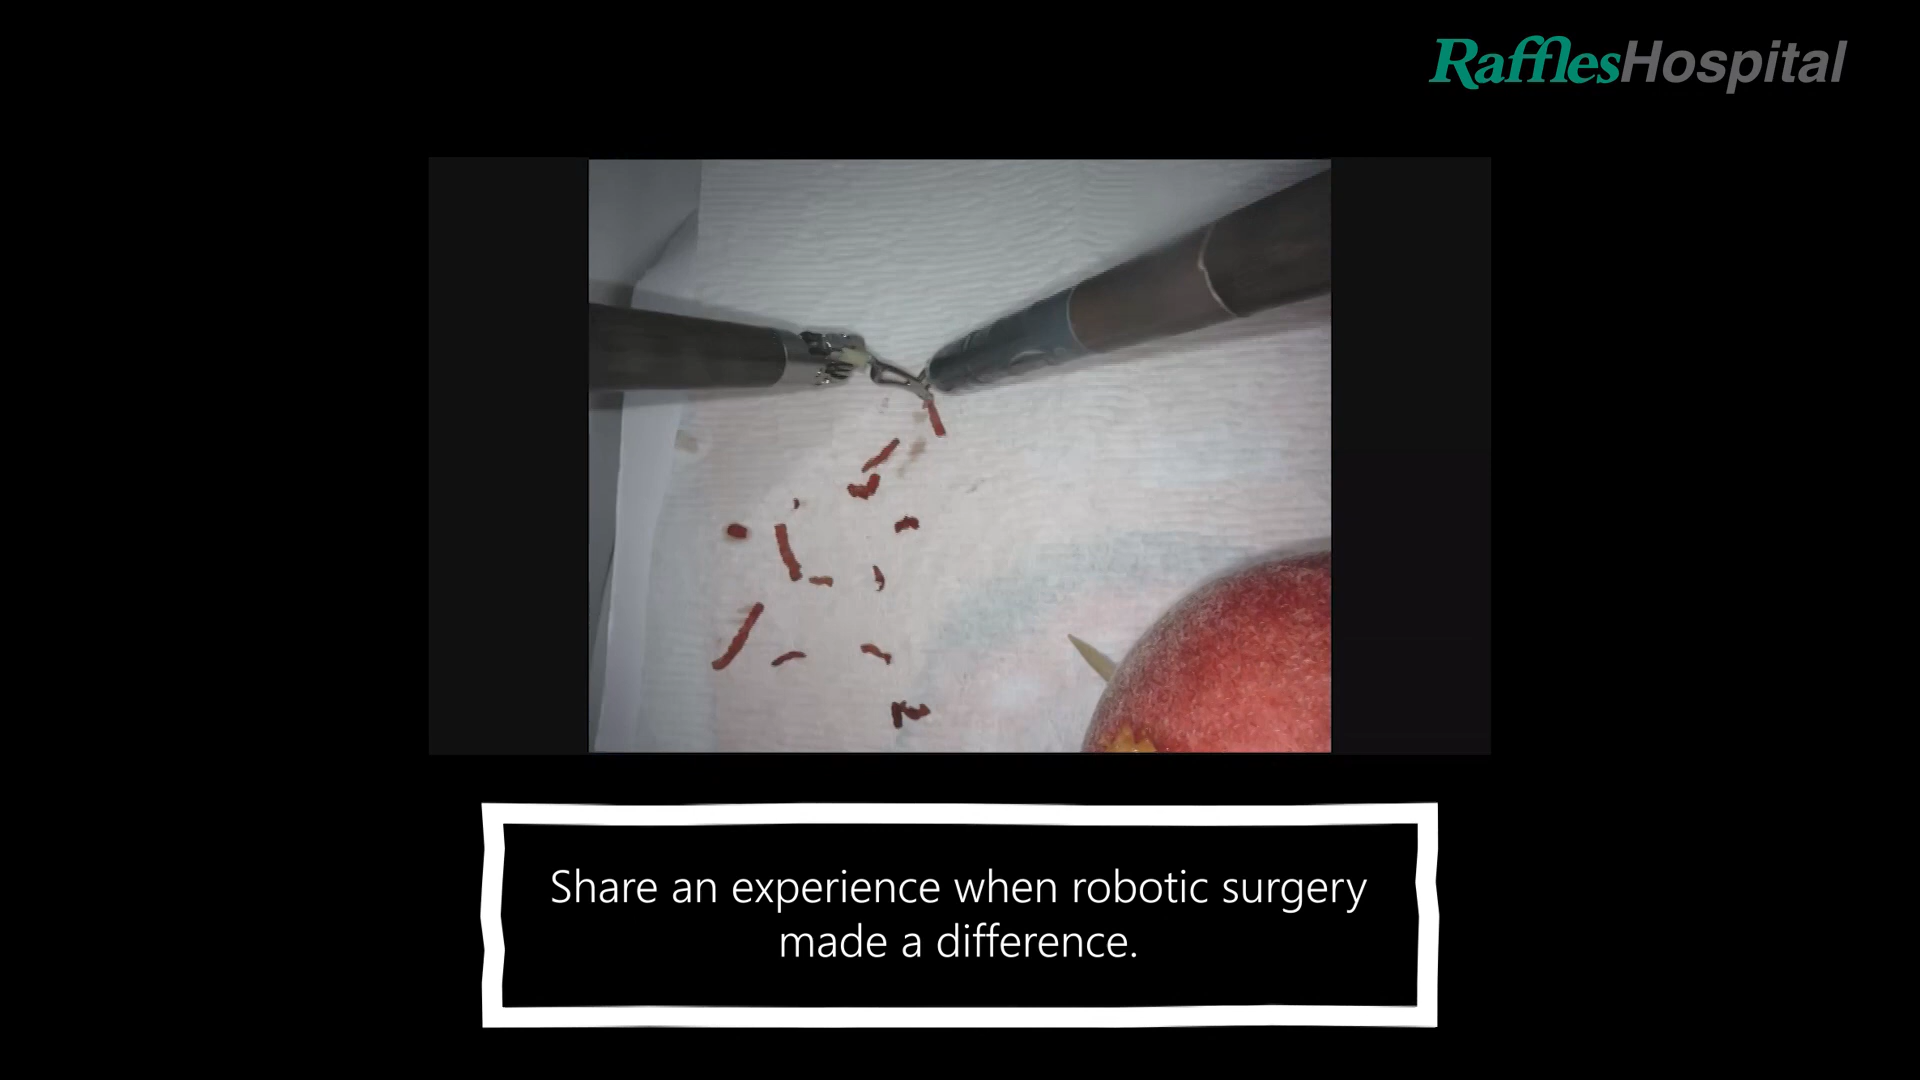 RafflesHospital
Share an experience when robotic surgery
made a difference.